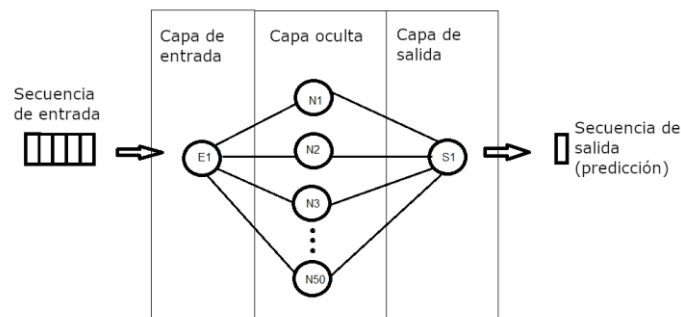 Secuencia
de entrada
Capa de
entrada
Capa oculta
Capa de
salida
E1
N1
N2
N3
N50
S1
Secuencia de
salida
(predicción)